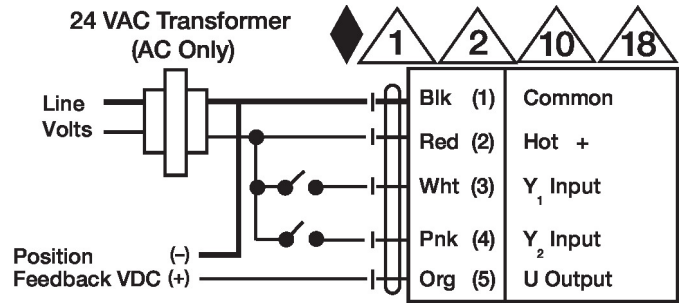 24 VAC Transformer
(AC Only)
1 2 10 18
Line
Volts
Blk (1) Common
Red (2) Hot +
Wht (3) Y1 Input
Pnk (4) Y2 Input
Org (5) U Output
Position (–)
Feedback VDC (+)